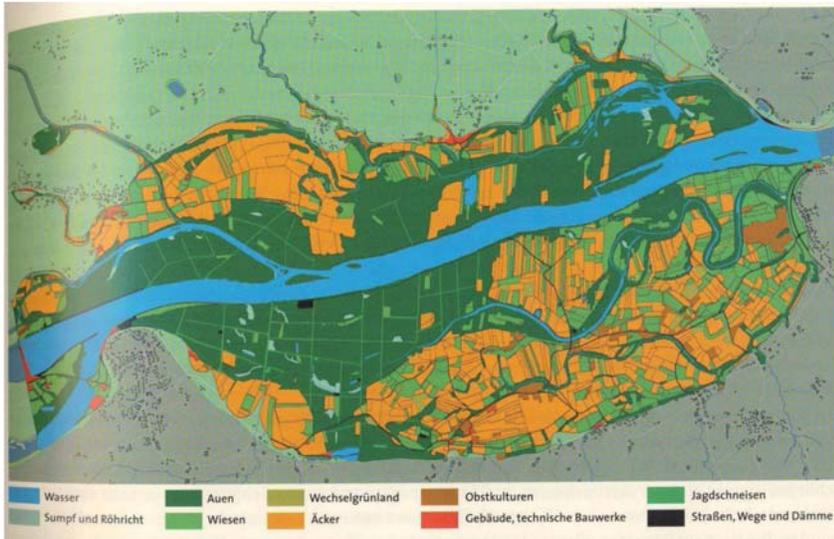 Wasser
Auen
Wechselgrünland
Obstkulturen
Jagdschneisen
Sumpf und Röhricht
Wiesen
Äcker
Gebäude, technische Bauwerke
Straßen, Wege und Dämme